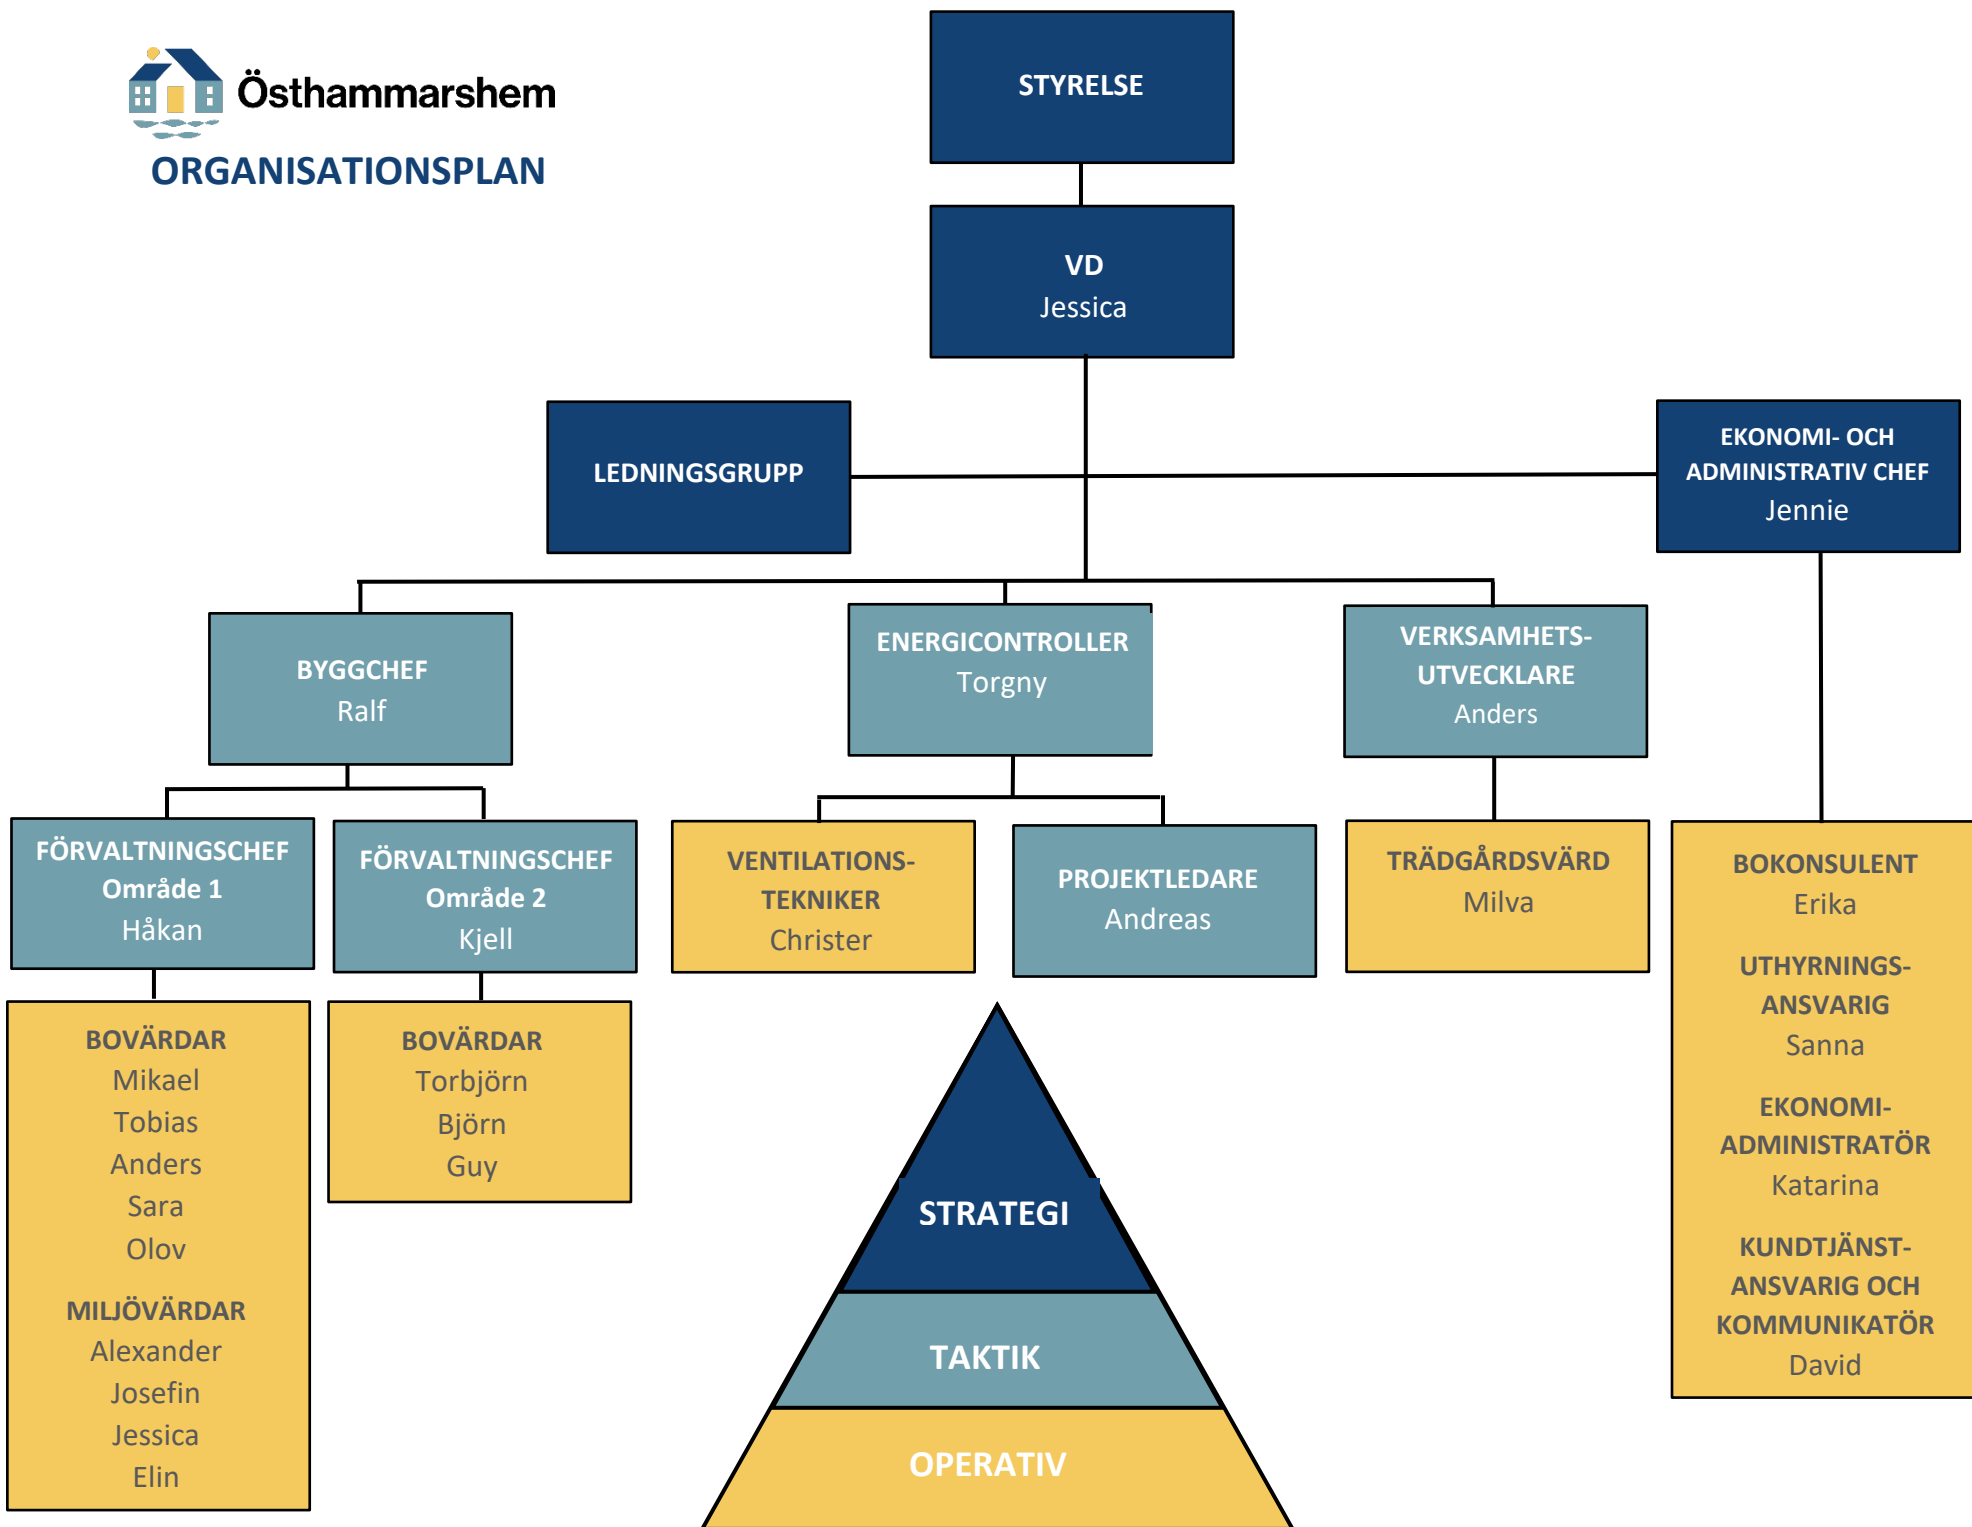 Östhammarshem
ORGANISATIONSPLAN
STYRELSE
VD
Jessica
LEDNINGSGRUPP
EKONOMI- OCH
ADMINISTRATIV CHEF
Jennie
BYGGCHEF
Ralf
ENERGICONTROLLER
Torgny
VERKSAMHETS-
UTVECKLARE
Anders
FÖRVALTNINGSCHEF
Område 1
Håkan
FÖRVALTNINGSCHEF
Område 2
Kjell
VENTILATIONS-
TEKNIKER
Christer
PROJEKTLEDARE
Andreas
TRÄDGÅRDSVÄRD
Milva
BOKONSULENT
Erika
UTHYRNINGS-
ANSVARIG
Sanna
EKONOMI-
ADMINISTRATÖR
Katarina
KUNDTJÄNST-
ANSVARIG OCH
KOMMUNIKATÖR
David
BOVÄRDAR
Mikael
Tobias
Anders
Sara
Olov
MILJÖVÄRDAR
Alexander
Josefin
Jessica
Elin
BOVÄRDAR
Torbjörn
Björn
Guy
STRATEGI
TAKTIK
OPERATIV